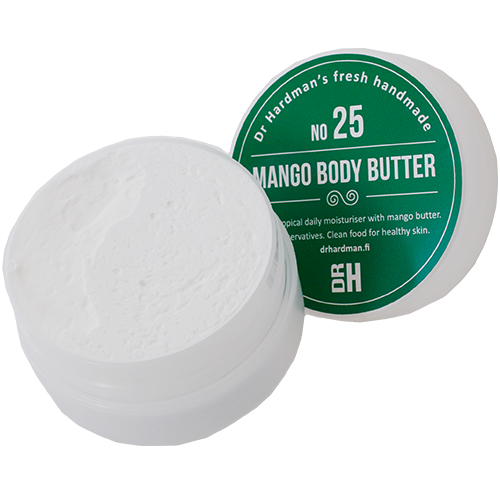 Dr Hardman's fresh handmade
NO 25
MANGO BODY BUTTER
daily moisturiser with mango butter.
Clean food for healthy skin.
drhardman.fi
DR
H